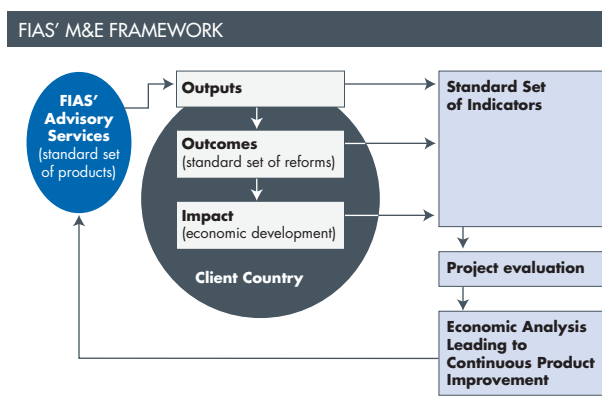 FIAS' M&E FRAMEWORK
FIAS'
Advisory
Services
(standard set
of products)
Outputs
Outcomes
(standard set of reforms)
Impact
(economic development)
Client Country
Standard Set
of Indicators
Project evaluation
Economic Analysis
Leading to
Continuous Product
Improvement